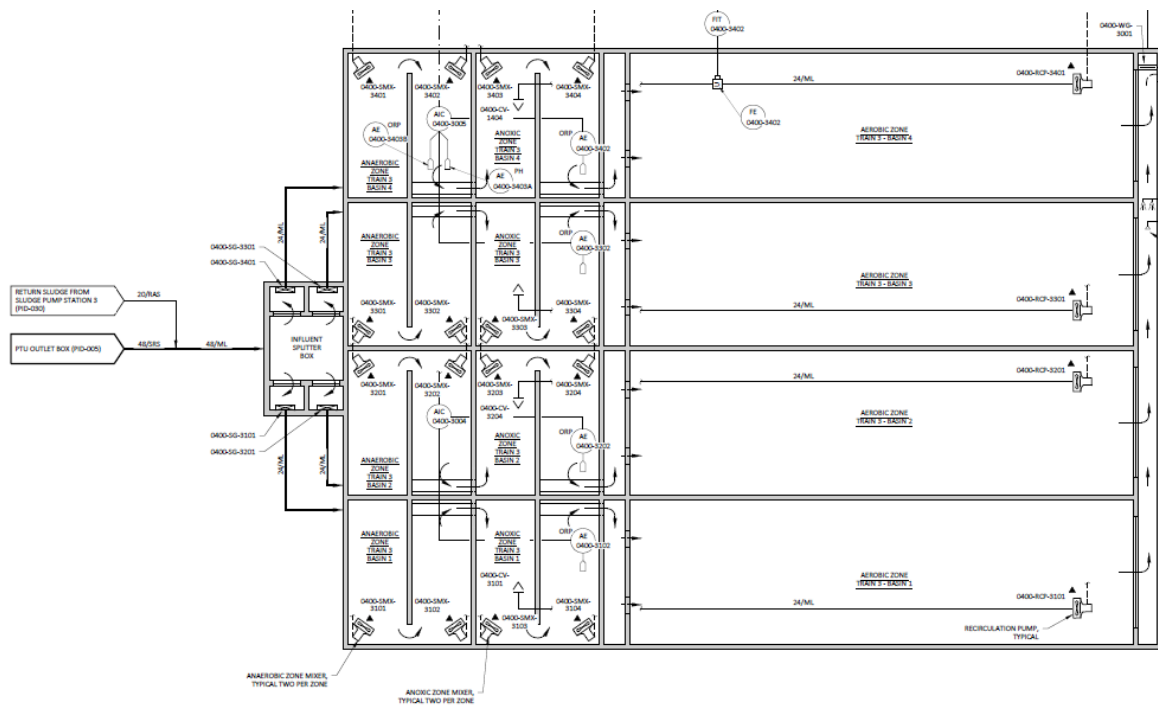 FIT
0400-3402
0400-WG-
3001
0400-SMX-
3401
0400-SMX-
3402
0400-SMX-
3403
0400-SMX-
3404
24/ML
0400-RCP-3401
AIC
0400-3005
0400-CV-
1404
FE
0400-3402
AE
0400-3403B
ORP
ANOXIC
ZONE
TRAIN 3
BASIN 4
AE
0400-3402
AEROBIC ZONE
TRAIN 3 - BASIN 4
ANAEROBIC
ZONE
TRAIN 3
BASIN 4
AE
0400-3403A
PH
24/ML
24/ML
0400-SG-3301
0400-SG-3401
ANAEROBIC
ZONE
TRAIN 3
BASIN 3
ANOXIC
ZONE
TRAIN 3
BASIN 3
ORP
AE
0400-3302
AEROBIC ZONE
TRAIN 3 - BASIN 3
RETURN SLUDGE FROM
SLUDGE PUMP STATION 3
(PID-030)
20/RAS
0400-SMX-
3301
0400-SMX-
3302
0400-SMX-
3303
0400-SMX-
3304
24/ML
0400-RCP-3301
PTU OUTLET BOX (PID-005)
48/SRS
48/ML
INFLUENT
SPLITTER
BOX
0400-SMX-
3201
0400-SMX-
3202
0400-SMX-
3203
0400-SMX-
3204
24/ML
0400-RCP-3201
AIC
0400-3004
0400-CV-
3204
0400-SG-3101
0400-SG-3201
ORP
AE
0400-3202
AEROBIC ZONE
TRAIN 3 - BASIN 2
24/ML
24/ML
ANAEROBIC
ZONE
TRAIN 3
BASIN 2
ANOXIC
ZONE
TRAIN 3
BASIN 2
ANAEROBIC
ZONE
TRAIN 3
BASIN 1
ANOXIC
ZONE
TRAIN 3
BASIN 1
ORP
AE
0400-3102
0400-CV-
3101
AEROBIC ZONE
TRAIN 3 - BASIN 1
0400-SMX-
3101
0400-SMX-
3102
0400-SMX-
3103
0400-SMX-
3104
24/ML
0400-RCP-3101
RECIRCULATION PUMP,
TYPICAL
ANAEROBIC ZONE MIXER,
TYPICAL TWO PER ZONE
ANOXIC ZONE MIXER,
TYPICAL TWO PER ZONE